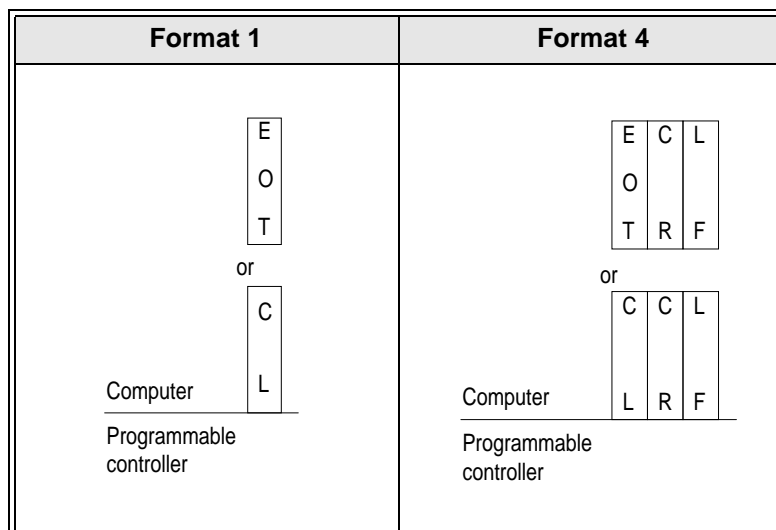 Format 1
Format 4
E
O
T
or
C
L
Computer
Programmable
controller
E C L
O
T R F
or
C C L
L R F
Computer
Programmable
controller